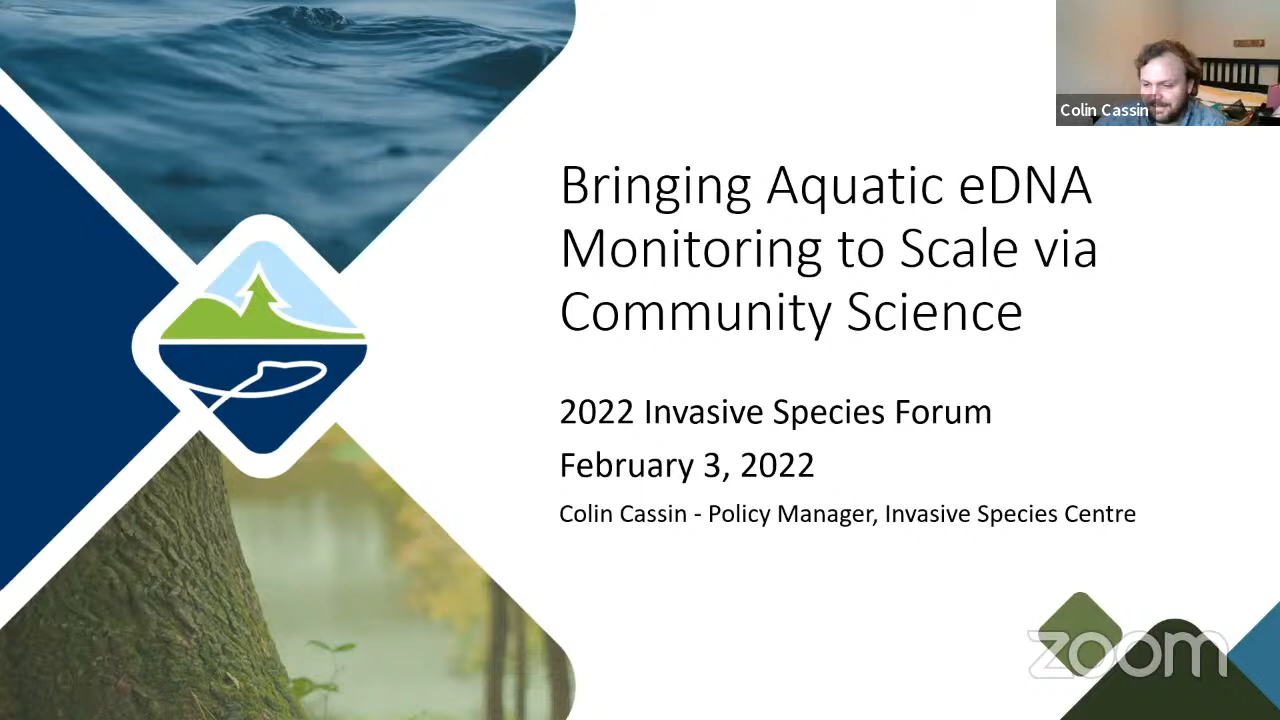 Colin Cassin
Bringing Aquatic eDNA
Monitoring to Scale via
Community Science
2022 Invasive Species Forum
February 3, 2022
Colin Cassin - Policy Manager, Invasive Species Centre
zoom